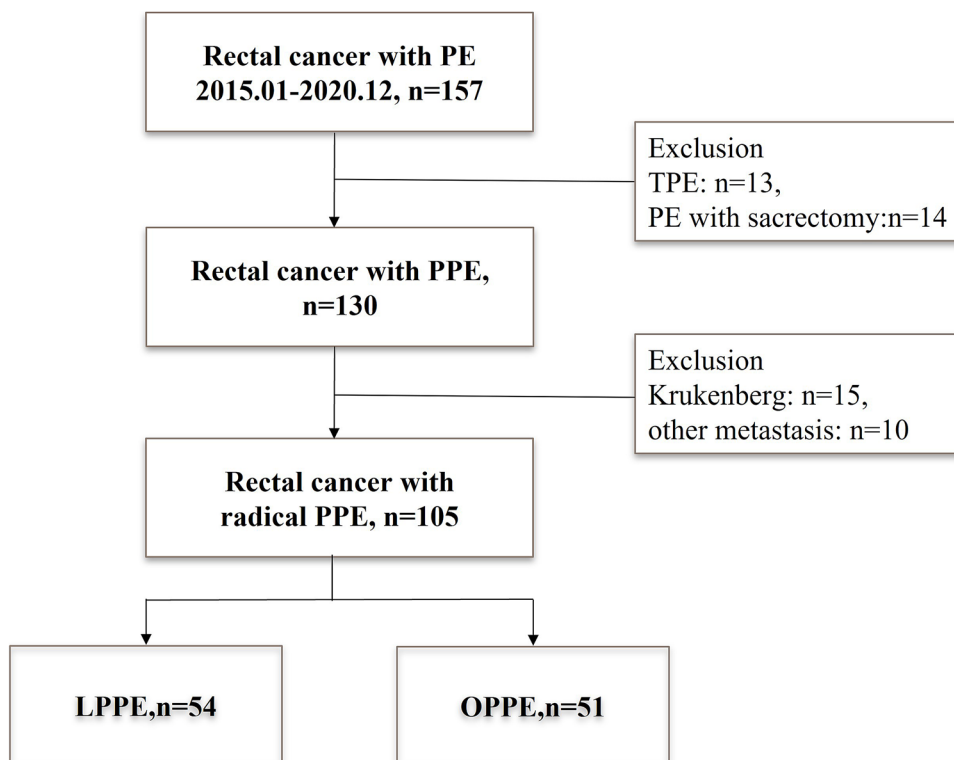 Rectal cancer with PE
2015.01-2020.12, n=157
Exclusion
TPE: n=13,
PE with sacrectomy:n=14
Rectal cancer with PPE,
n=130
Exclusion
Krukenberg: n=15,
other metastasis: n=10
Rectal cancer with
radical PPE, n=105
LPPE,n=54
OPPE,n=51